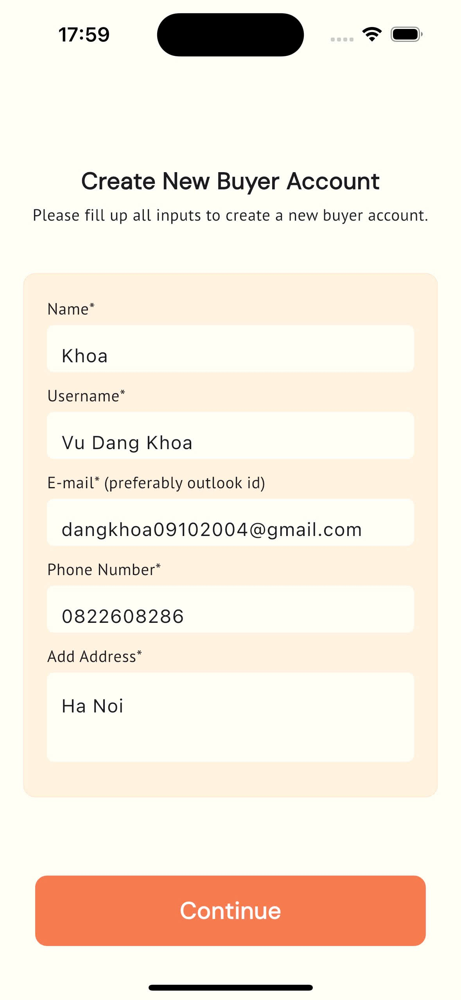 17:59
Create New Buyer Account
Please fill up all inputs to create a new buyer account.
Name*
Khoa
Username*
Vu Dang Khoa
E-mail* (preferably outlook id)
dangkhoa09102004@gmail.com
Phone Number*
0822608286
Add Address*
Ha Noi
Continue